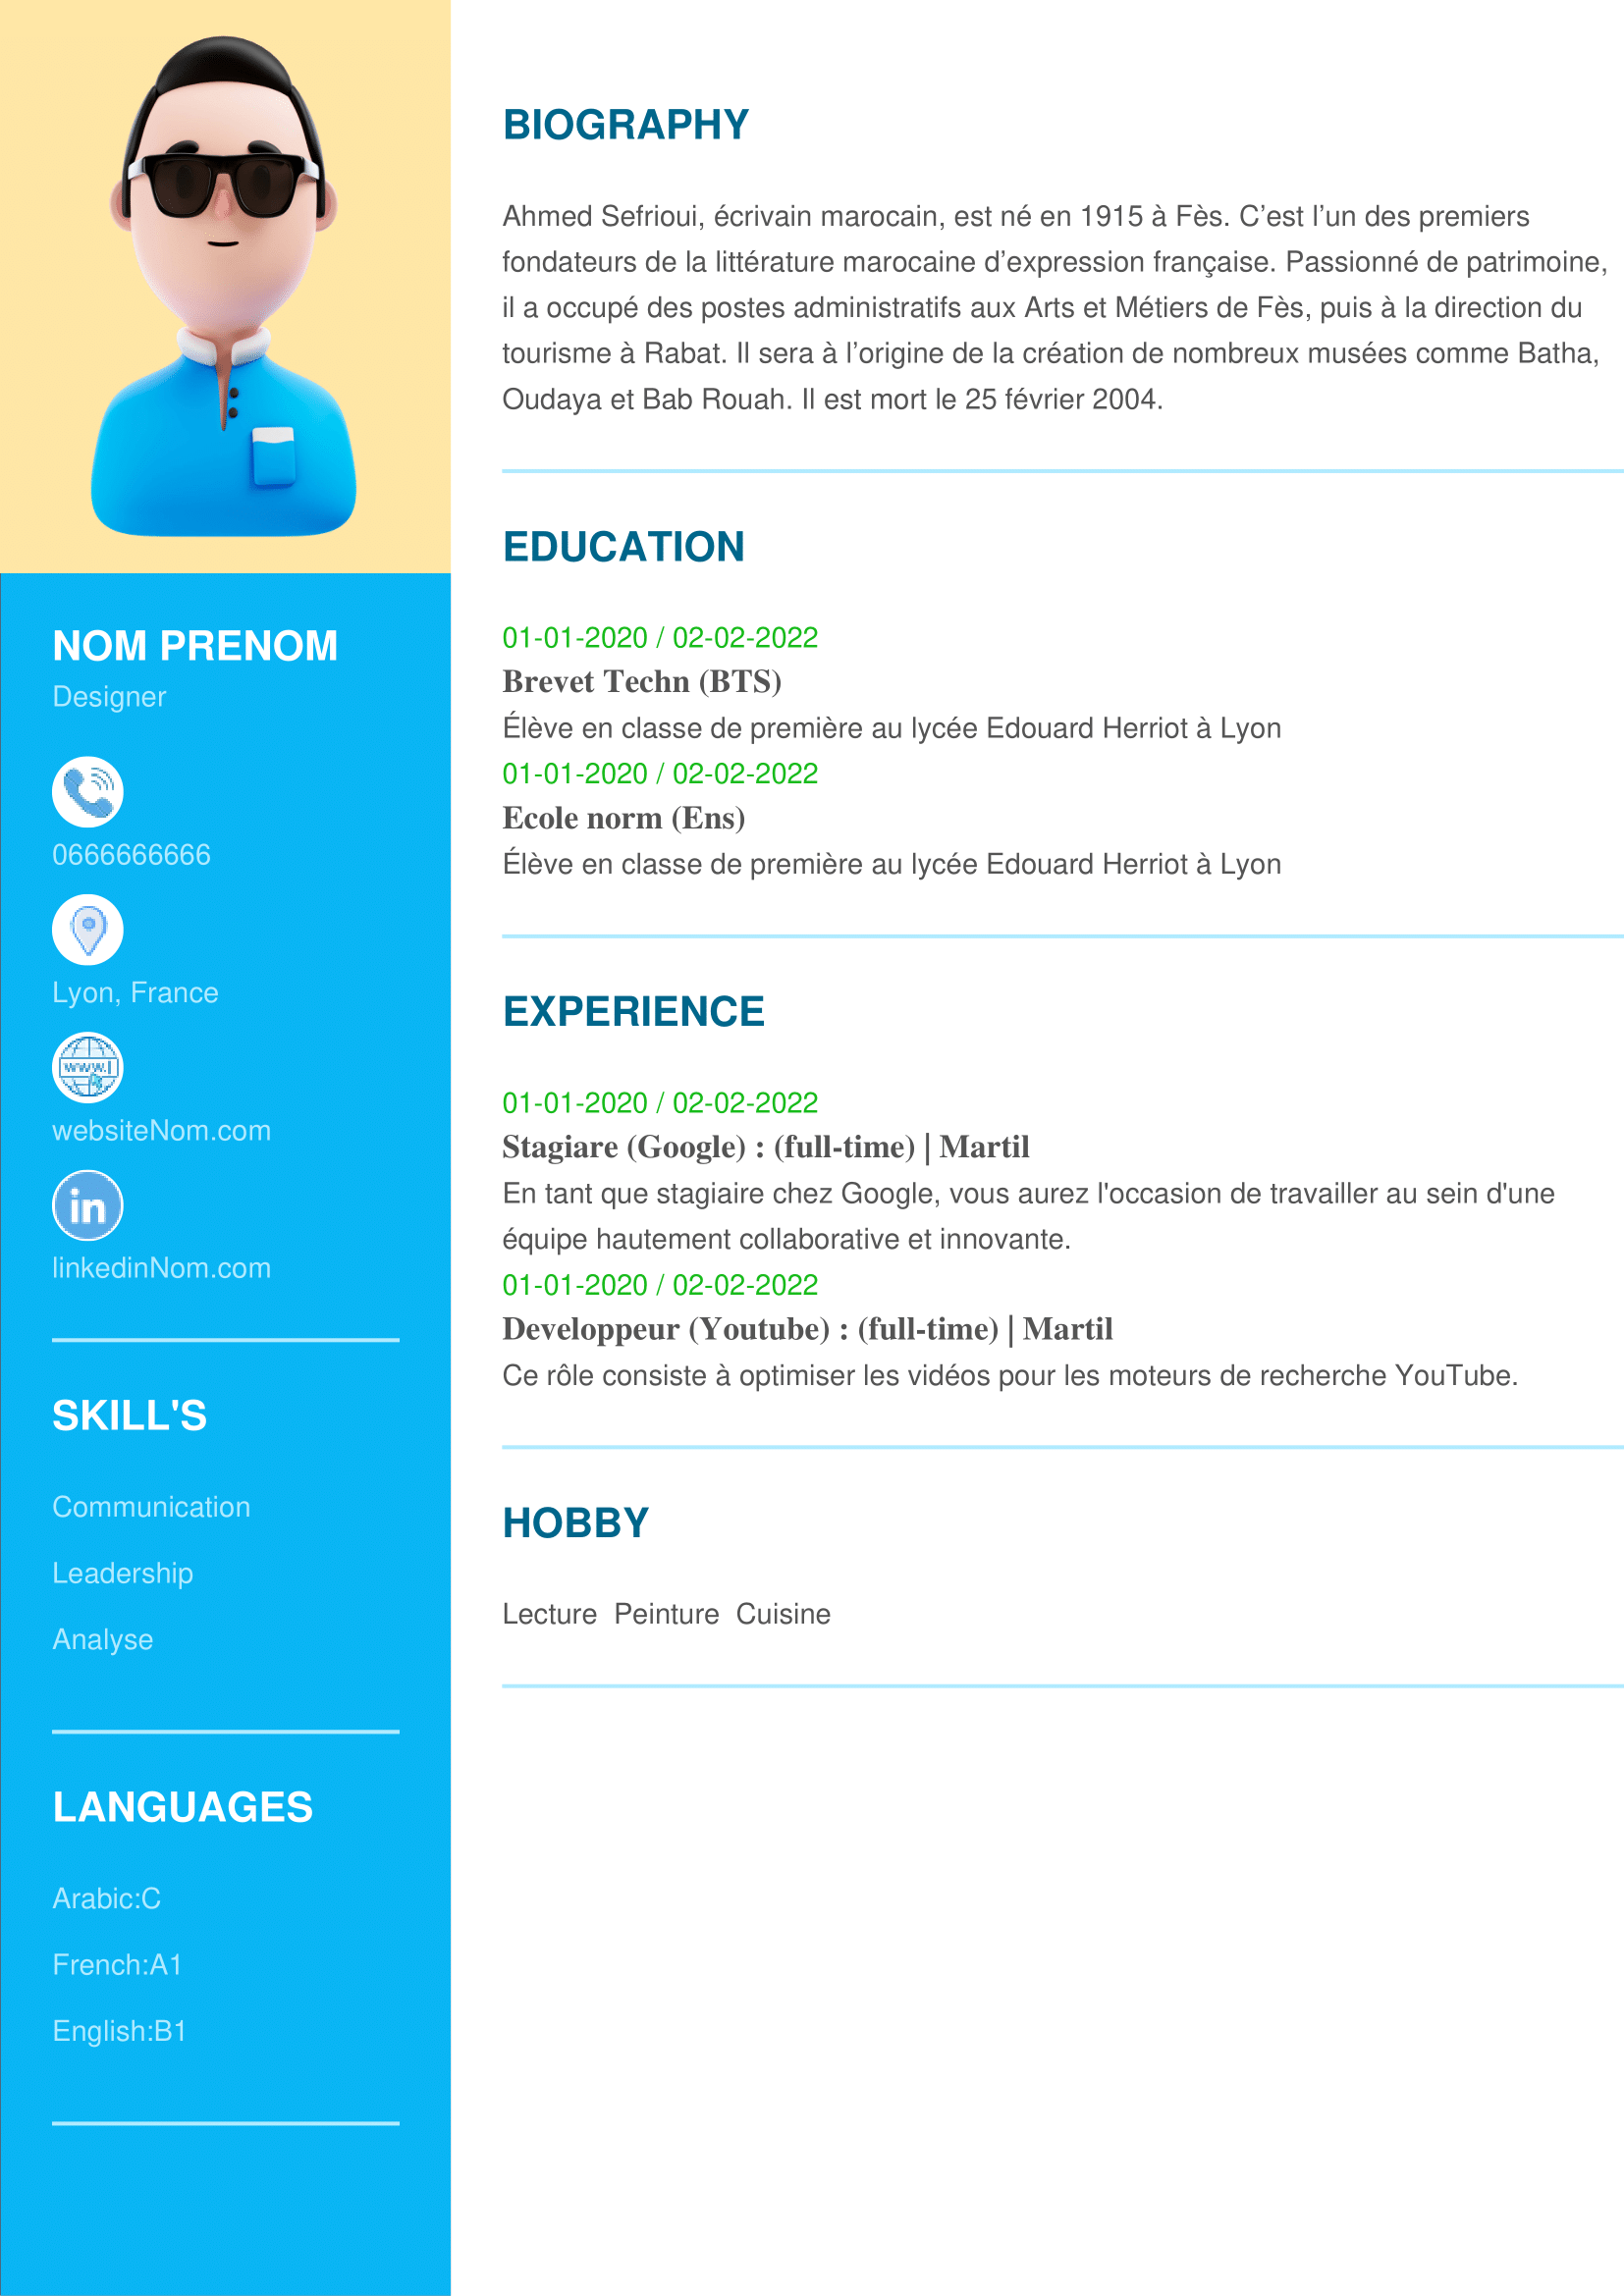 NOM PRENOM
Designer
0666666666
Lyon, France
www.
websiteNom.com
in
linkedinNom.com
SKILL'S
Communication
Leadership
Analyse
LANGUAGES
Arabic:C
French:A1
English:B1
BIOGRAPHY
Ahmed Sefrioui, écrivain marocain, est né en 1915 à Fès. C’est l’un des premiers
fondateurs de la littérature marocaine d’expression française. Passionné de patrimoine,
il a occupé des postes administratifs aux Arts et Métiers de Fès, puis à la direction du
tourisme à Rabat. Il sera à l’origine de la création de nombreux musées comme Batha,
Oudaya et Bab Rouah. Il est mort le 25 février 2004.
EDUCATION
01-01-2020 / 02-02-2022
Brevet Techn (BTS)
Élève en classe de première au lycée Edouard Herriot à Lyon
01-01-2020 / 02-02-2022
Ecole norm (Ens)
Élève en classe de première au lycée Edouard Herriot à Lyon
EXPERIENCE
01-01-2020 / 02-02-2022
Stagiare (Google) : (full-time) | Martil
En tant que stagiaire chez Google, vous aurez l'occasion de travailler au sein d'une
équipe hautement collaborative et innovante.
01-01-2020 / 02-02-2022
Developpeur (Youtube) : (full-time) | Martil
Ce rôle consiste à optimiser les vidéos pour les moteurs de recherche YouTube.
HOBBY
Lecture  Peinture  Cuisine